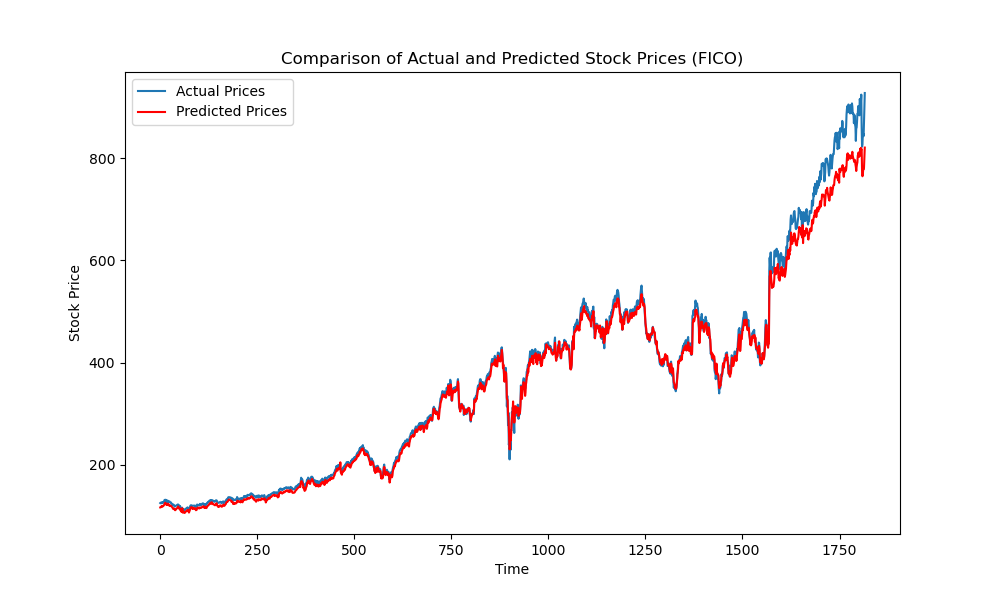 Comparison of Actual and Predicted Stock Prices (FICO)
Actual Prices
Predicted Prices
Stock Price
800
600
400
200
0 250 500 750 1000 1250 1500 1750
Time